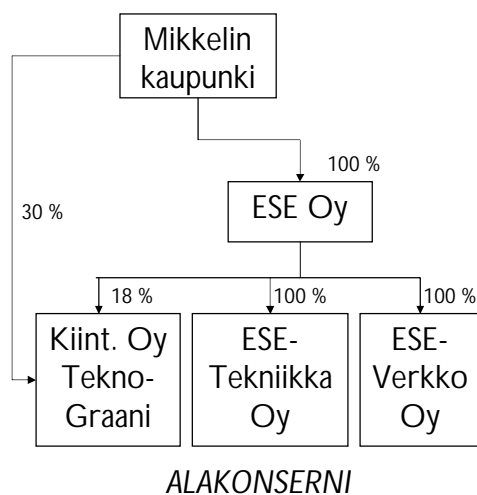 Mikkelin
kaupunki
100 %
30 %
ESE Oy
18 %
100 %
100 %
Kiint. Oy
Tekno-
Graani
ESE-
Tekniikka
Oy
ESE-
Verkko
Oy
ALAKONSERNI